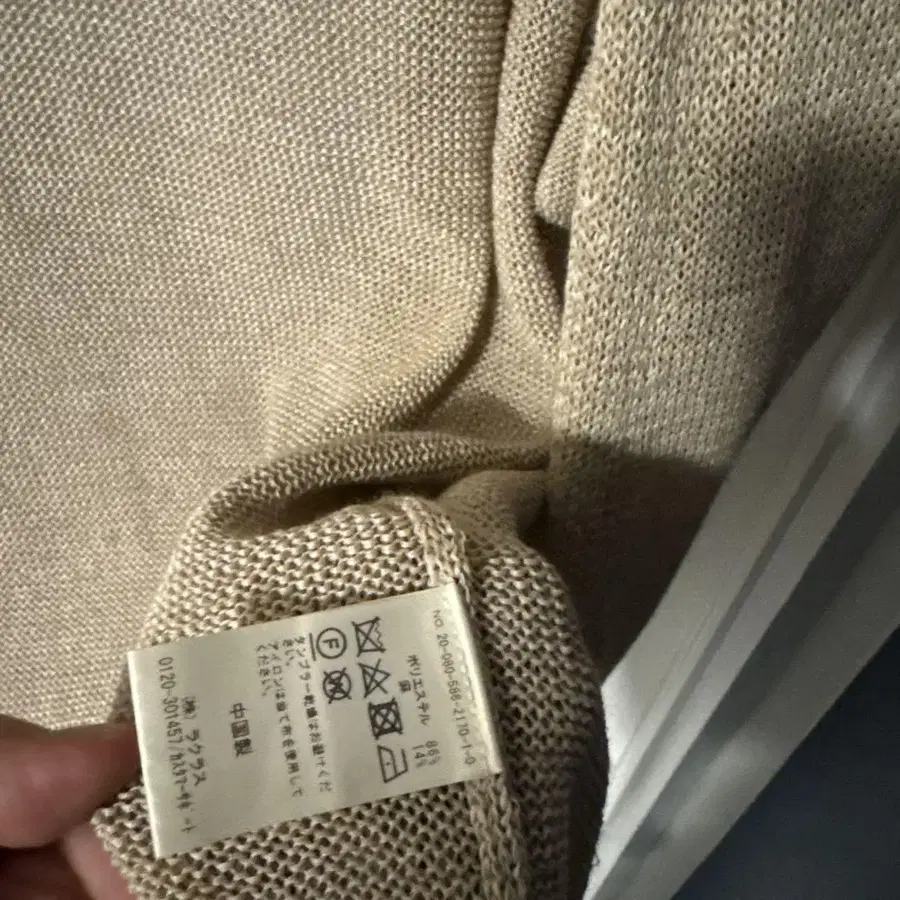 NO. 20-080-586-2170-1-0
ポリエステル 86%
麻 14%
F
タンブラー乾燥はお避けくだ
さい。
アイロンは当て布を使用して
ください。
中国製
(株) ラクラス
0120-301457/カスタマーサポート